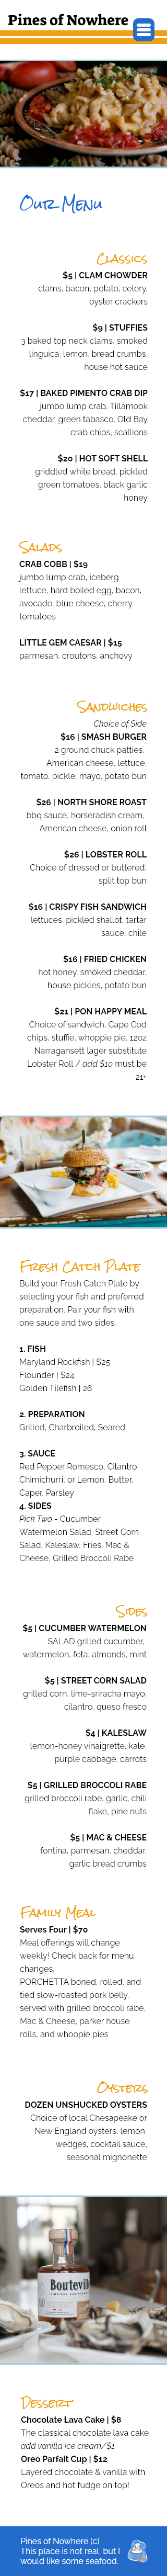 Pines of Nowhere
Our Menu
Classics
$5 | CLAM CHOWDER
clams, bacon, potato, celery,
oyster crackers
$9 | STUFFIES
3 baked top neck clams, smoked
linguiça, lemon, bread crumbs,
house hot sauce
$17 | BAKED PIMENTO CRAB DIP
jumbo lump crab, Tillamook
cheddar, green tabasco, Old Bay
crab chips, scallions
$20 | HOT SOFT SHELL
griddled white bread, pickled
green tomatoes, black garlic
honey
Salads
CRAB COBB | $19
jumbo lump crab, iceberg
lettuce, hard boiled egg, bacon,
avocado. blue cheese, cherry
tomatoes
LITTLE GEM CAESAR | $15
parmesan, croutons, anchovy
Sandwiches
Choice of Side
$16 | SMASH BURGER
2 ground chuck patties,
American cheese, lettuce,
tomato, pickle, mayo, potato bun
$26 | NORTH SHORE ROAST
bbq sauce, horseradish cream,
American cheese, onion roll
$26 | LOBSTER ROLL
Choice of dressed or buttered,
split top bun
$16 | CRISPY FISH SANDWICH
lettuces, pickled shallot, tartar
sauce, chile
$16 | FRIED CHICKEN
hot honey, smoked cheddar,
house pickles, potato bun
$21 | PON HAPPY MEAL
Choice of sandwich, Cape Cod
chips, stuffie, whoppie pie, 12oz
Narragansett lager substitute
Lobster Roll / add $10 must be
21+
Fresh Catch Plate
Build your Fresh Catch Plate by
selecting your fish and preferred
preparation. Pair your fish with
one sauce and two sides.
1. FISH
Maryland Rockfish | $25
Flounder | $24
Golden Tilefish | 26
2. PREPARATION
Grilled, Charbroiled, Seared
3. SAUCE
Red Pepper Romesco, Cilantro
Chimichurri, or Lemon, Butter,
Caper, Parsley
4. SIDES
Pick Two - Cucumber
Watermelon Salad, Street Corn
Salad, Kaleslaw, Fries, Mac &
Cheese, Grilled Broccoli Rabe
Sides
$5 | CUCUMBER WATERMELON
SALAD grilled cucumber,
watermelon, feta, almonds, mint
$5 | STREET CORN SALAD
grilled corn, lime-sriracha mayo,
cilantro, queso fresco
$4 | KALESLAW
lemon-honey vinaigrette, kale,
purple cabbage, carrots
$5 | GRILLED BROCCOLI RABE
grilled broccoli rabe, garlic, chili
flake, pine nuts
$5 | MAC & CHEESE
fontina, parmesan, cheddar,
garlic bread crumbs
Family Meal
Serves Four | $70
Meal offerings will change
weekly! Check back for menu
changes.
PORCHETTA boned, rolled, and
tied slow-roasted pork belly,
served with grilled broccoli rabe,
Mac & Cheese, parker house
rolls, and whoopie pies
Oysters
DOZEN UNSHUCKED OYSTERS
Choice of local Chesapeake or
New England oysters, lemon
wedges, cocktail sauce,
seasonal mignonette
Boutevil
Dessert
Chocolate Lava Cake | $8
The classical chocolate lava cake
add vanilla ice cream/$1
Oreo Parfait Cup | $12
Layered chocolate & vanilla with
Oreos and hot fudge on top!
Pines of Nowhere (c)
This place is not real, but I
would like some seafood.